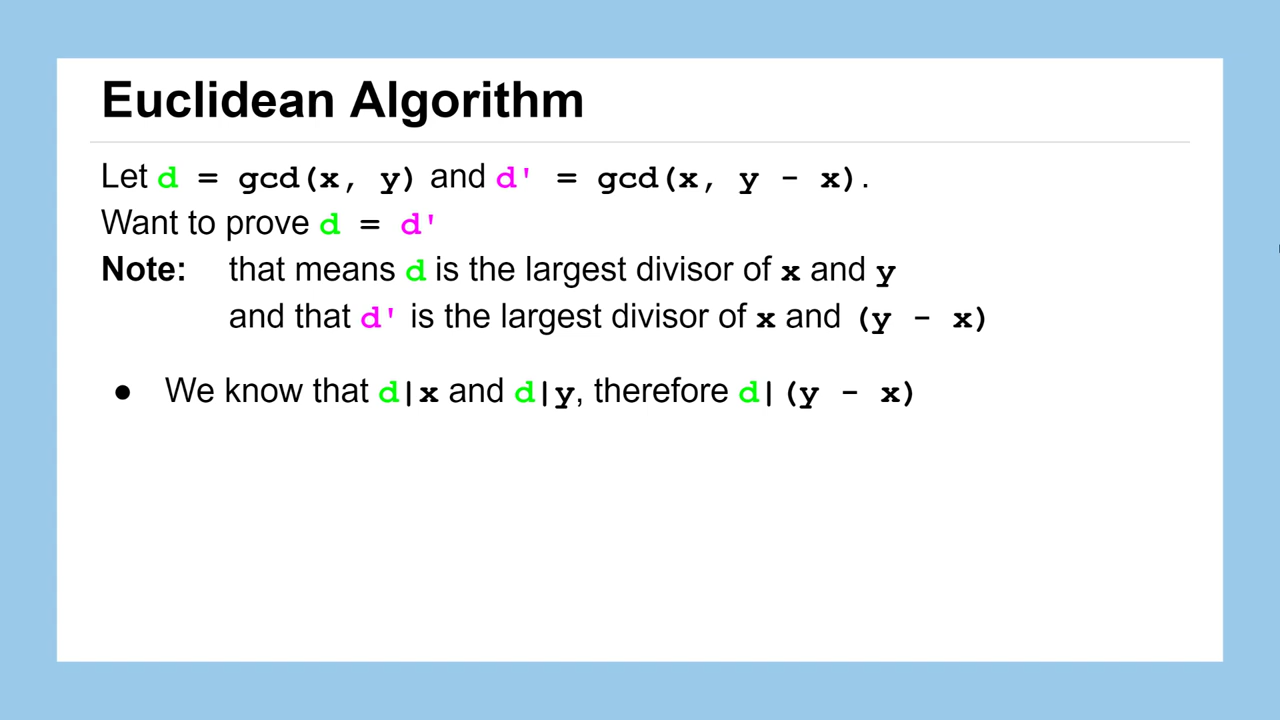 Euclidean Algorithm
Let d = gcd(x, y) and d' = gcd(x, y - x).
Want to prove d = d'
Note: that means d is the largest divisor of x and y
and that d' is the largest divisor of x and (y - x)
● We know that d|x and d|y, therefore d|(y - x)